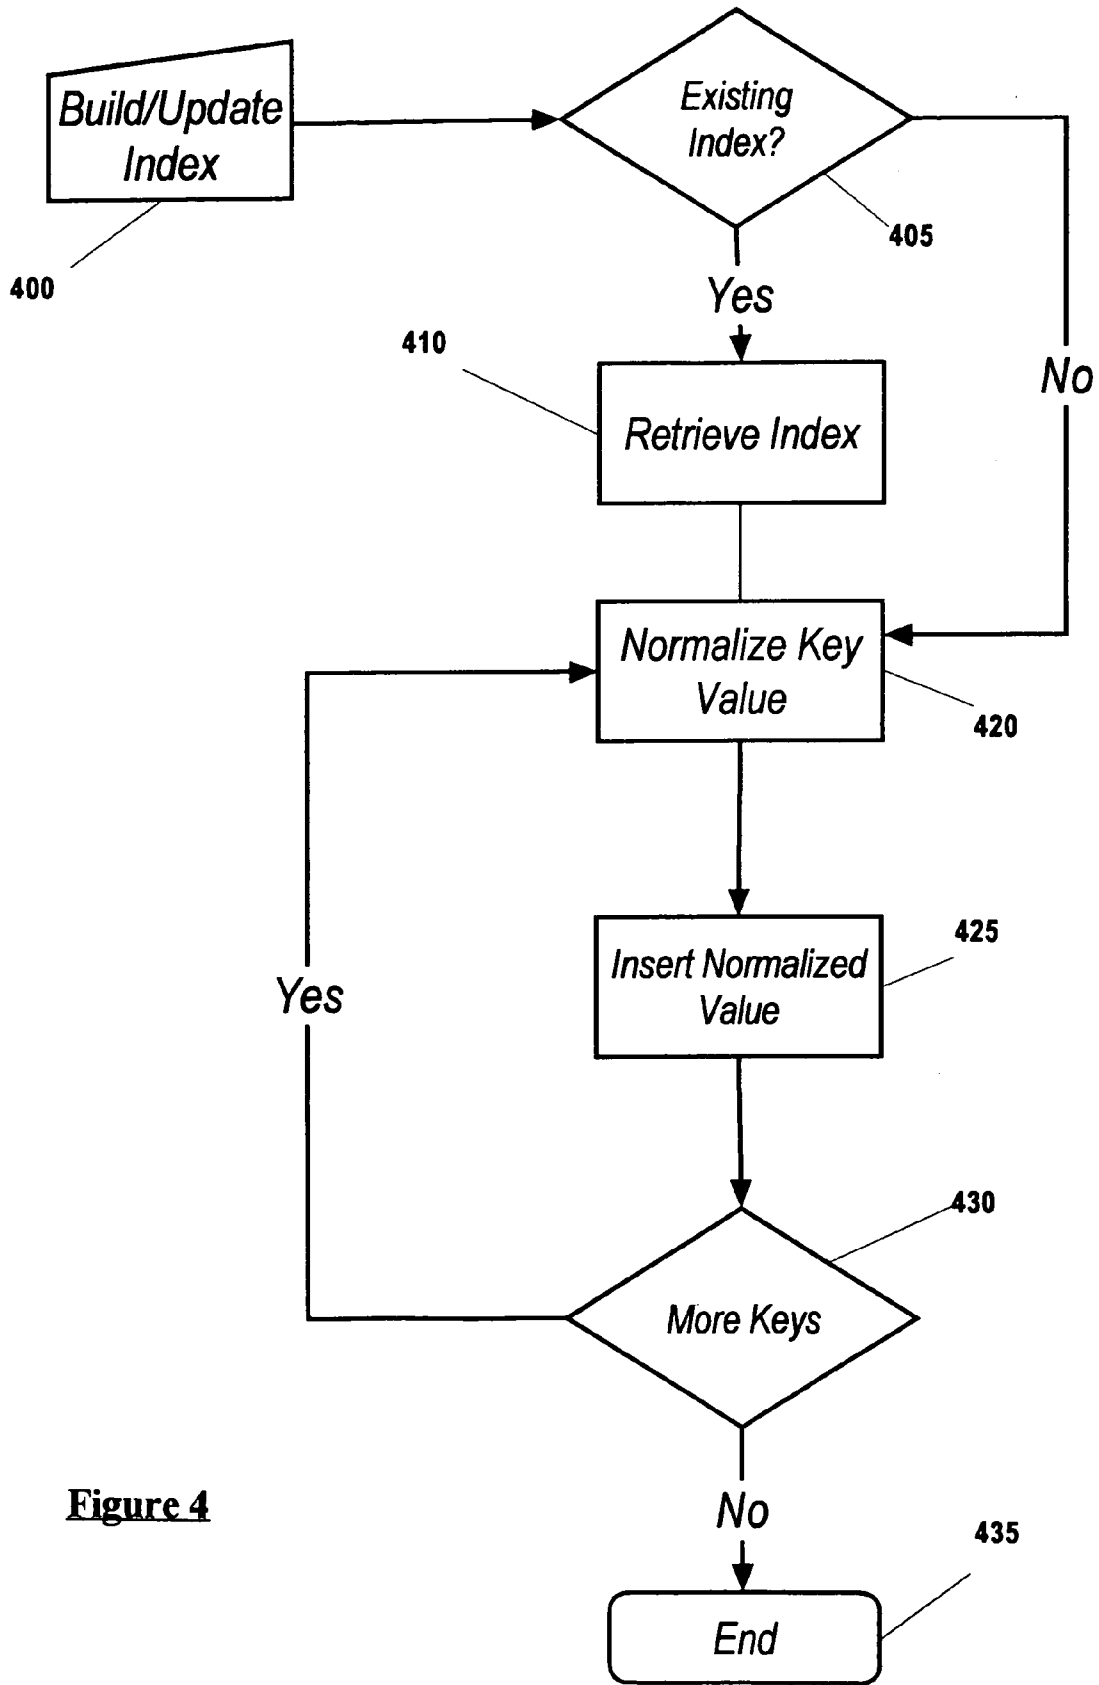 Build/Update
Index
400
Existing
Index?
405
Yes
No
410
Retrieve Index
Normalize Key
Value
420
425
Insert Normalized
Value
Yes
430
More Keys
No
Figure 4
435
End